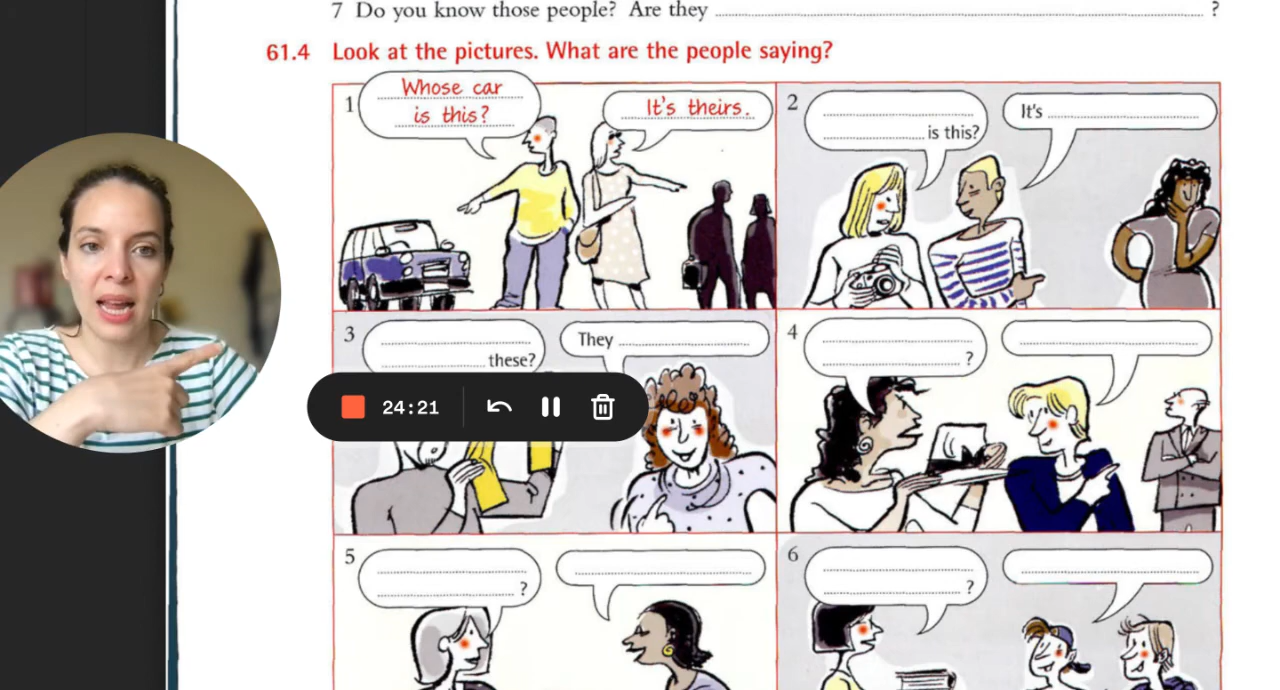 7 Do you know those people? Are they ?
61.4 Look at the pictures. What are the people saying?
1
Whose car
is this?
It's theirs.
2
is this?
It's
3
these?
They
4
?
24:21
5
?
6
?